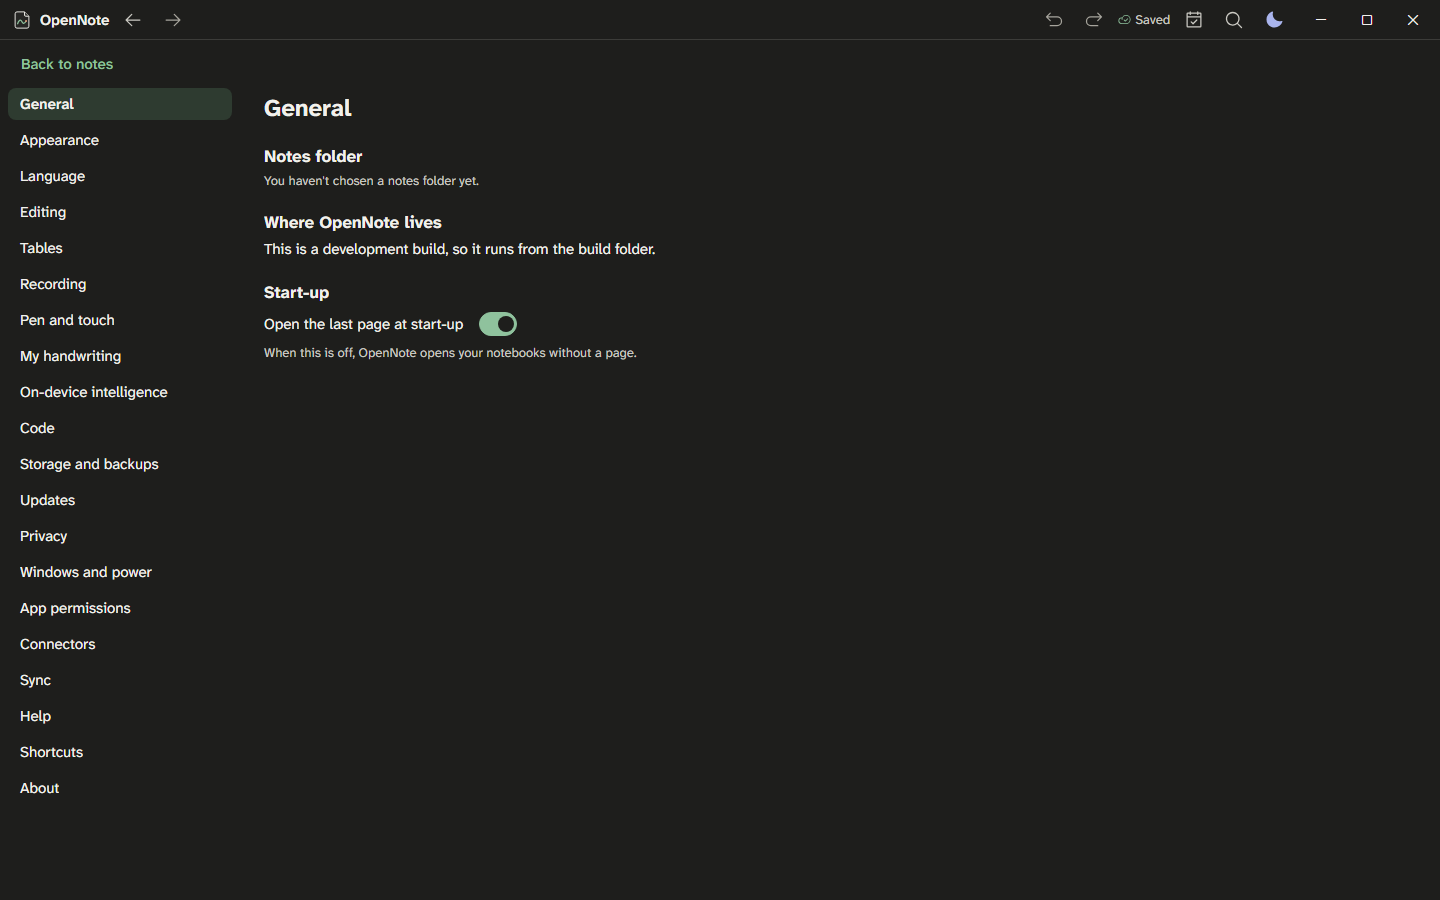 OpenNote
Saved
Back to notes
General
Appearance
Language
Editing
Tables
Recording
Pen and touch
My handwriting
On-device intelligence
Code
Storage and backups
Updates
Privacy
Windows and power
App permissions
Connectors
Sync
Help
Shortcuts
About
General
Notes folder
You haven't chosen a notes folder yet.
Where OpenNote lives
This is a development build, so it runs from the build folder.
Start-up
Open the last page at start-up
When this is off, OpenNote opens your notebooks without a page.